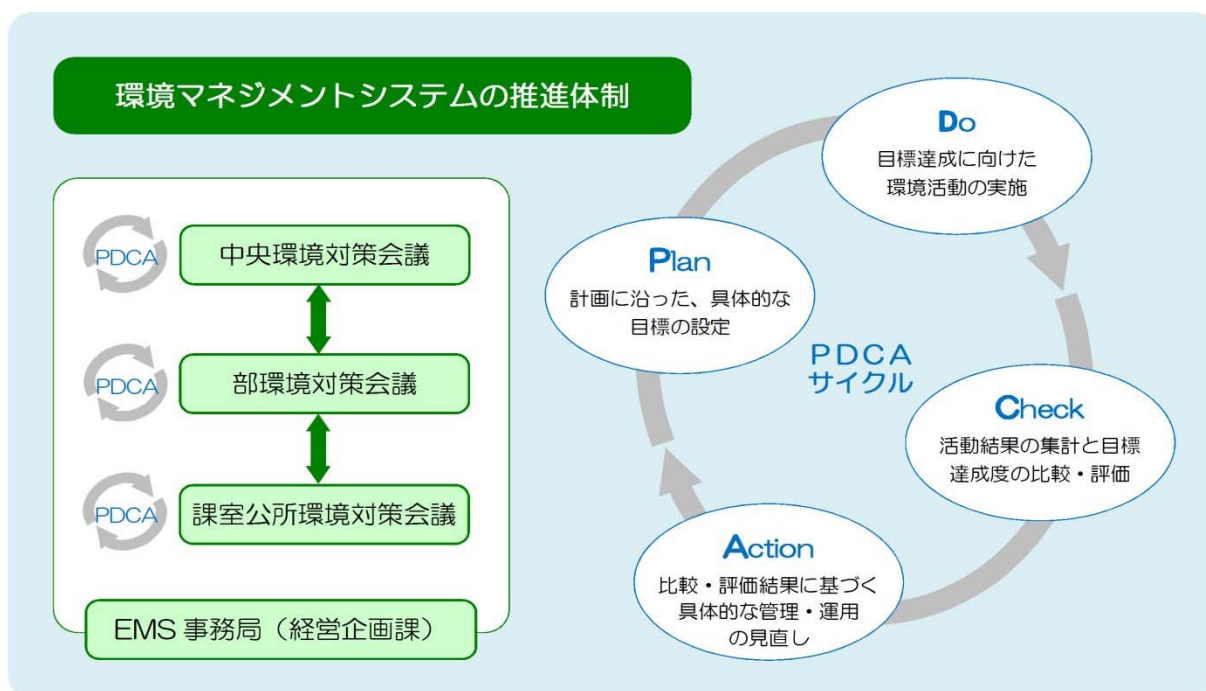 環境マネジメントシステムの推進体制
PDCA
中央環境対策会議
PDCA
部環境対策会議
PDCA
課室公所環境対策会議
EMS 事務局（経営企画課）
Do
目標達成に向けた
環境活動の実施
Plan
計画に沿った、具体的な
目標の設定
PDCA
サイクル
Check
活動結果の集計と目標
達成度の比較・評価
Action
比較・評価結果に基づく
具体的な管理・運用
の見直し